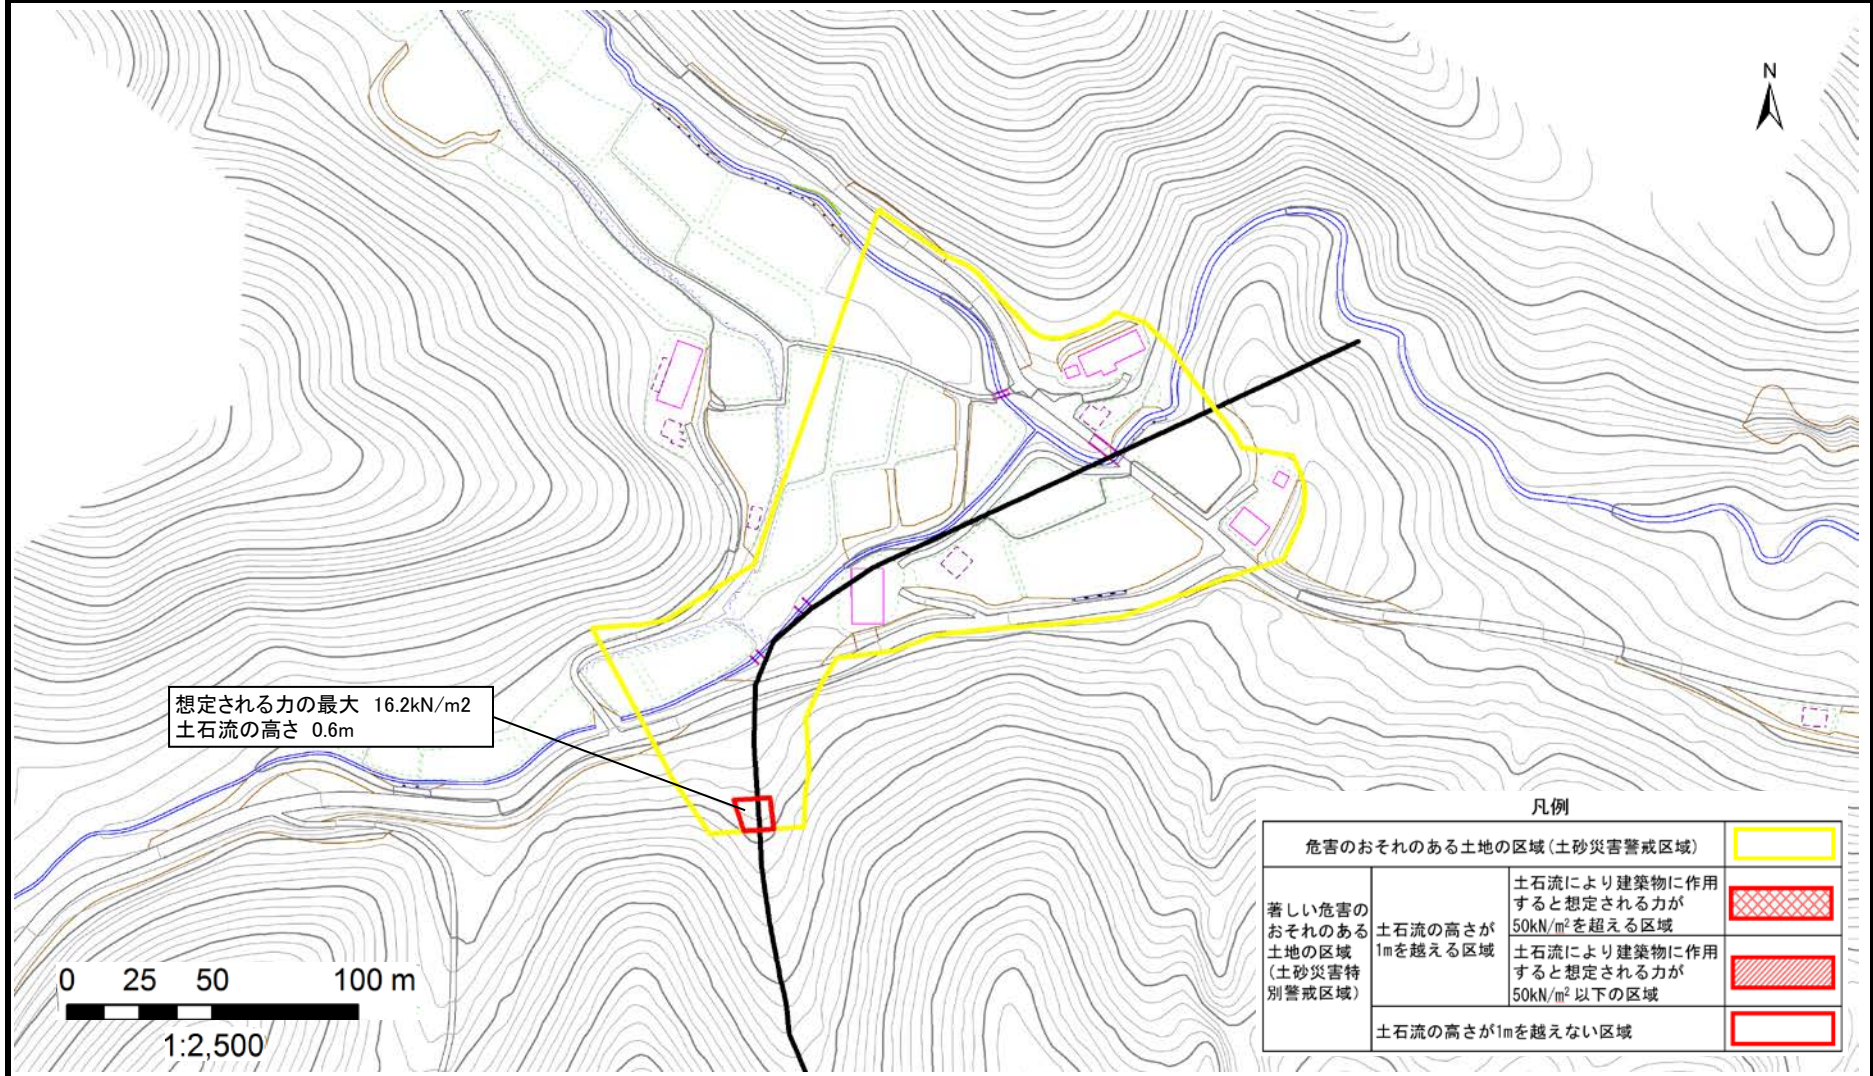 N
想定される力の最大 16.2kN/m2
土石流の高さ 0.6m
凡例
危害のおそれのある土地の区域(土砂災害警戒区域)
著しい危害の
おそれのある
土地の区域
(土砂災害特
別警戒区域)
土石流の高さが
1mを越える区域
土石流により建築物に作用
すると想定される力が
50kN/m²を超える区域
土石流により建築物に作用
すると想定される力が
50kN/m² 以下の区域
土石流の高さが1mを越えない区域
0 25 50 100 m
1:2,500